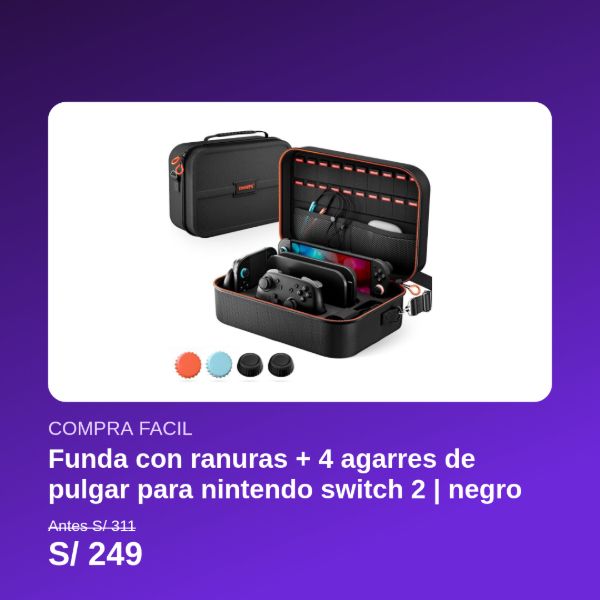 COMPRA FACIL
Funda con ranuras + 4 agarres de
pulgar para nintendo switch 2 | negro
Antes S/ 311
S/ 249